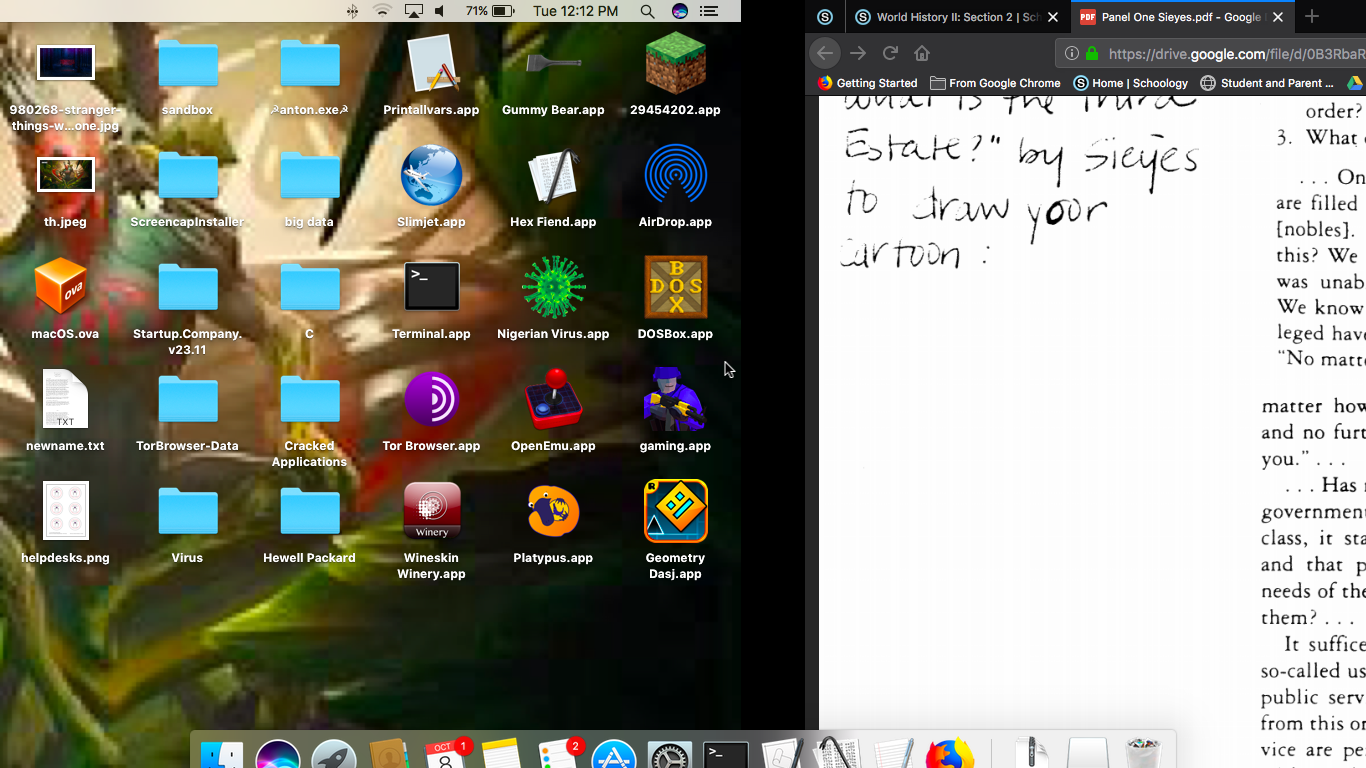 71% Tue 12:12 PM
980268-stranger-
things-w...one.jpg
sandbox
☭anton.exe☭
Printallvars.app
Gummy Bear.app
29454202.app
th.jpeg
ScreencapInstaller
big data
Slimjet.app
Hex Fiend.app
AirDrop.app
ova
>_
BOX
DOS
macOS.ova
Startup.Company.
v23.11
C
Terminal.app
Nigerian Virus.app
DOSBox.app
TXT
newname.txt
TorBrowser-Data
Cracked
Applications
Tor Browser.app
OpenEmu.app
gaming.app
Winery
R
helpdesks.png
Virus
Hewell Packard
Wineskin
Winery.app
Platypus.app
Geometry
Dasj.app
OCT
8
1
2
>_
S
S World History II: Section 2 | Sch
PDF Panel One Sieyes.pdf - Google
https://drive.google.com/file/d/0B3RbaR
Getting Started From Google Chrome S Home | Schoology Student and Parent ...
what is the Third
Estate?" by Sieyes
to draw your
Cartoon :
order?
3. What
. . . On
are filled
[nobles].
this? We
was unab
We know
leged have
"No matte
matter how
and no furt
you." . . .
. . . Has
government
class, it sta
and that p
needs of the
them? . . .
It suffice
so-called us
public serv
from this or
vice are pe